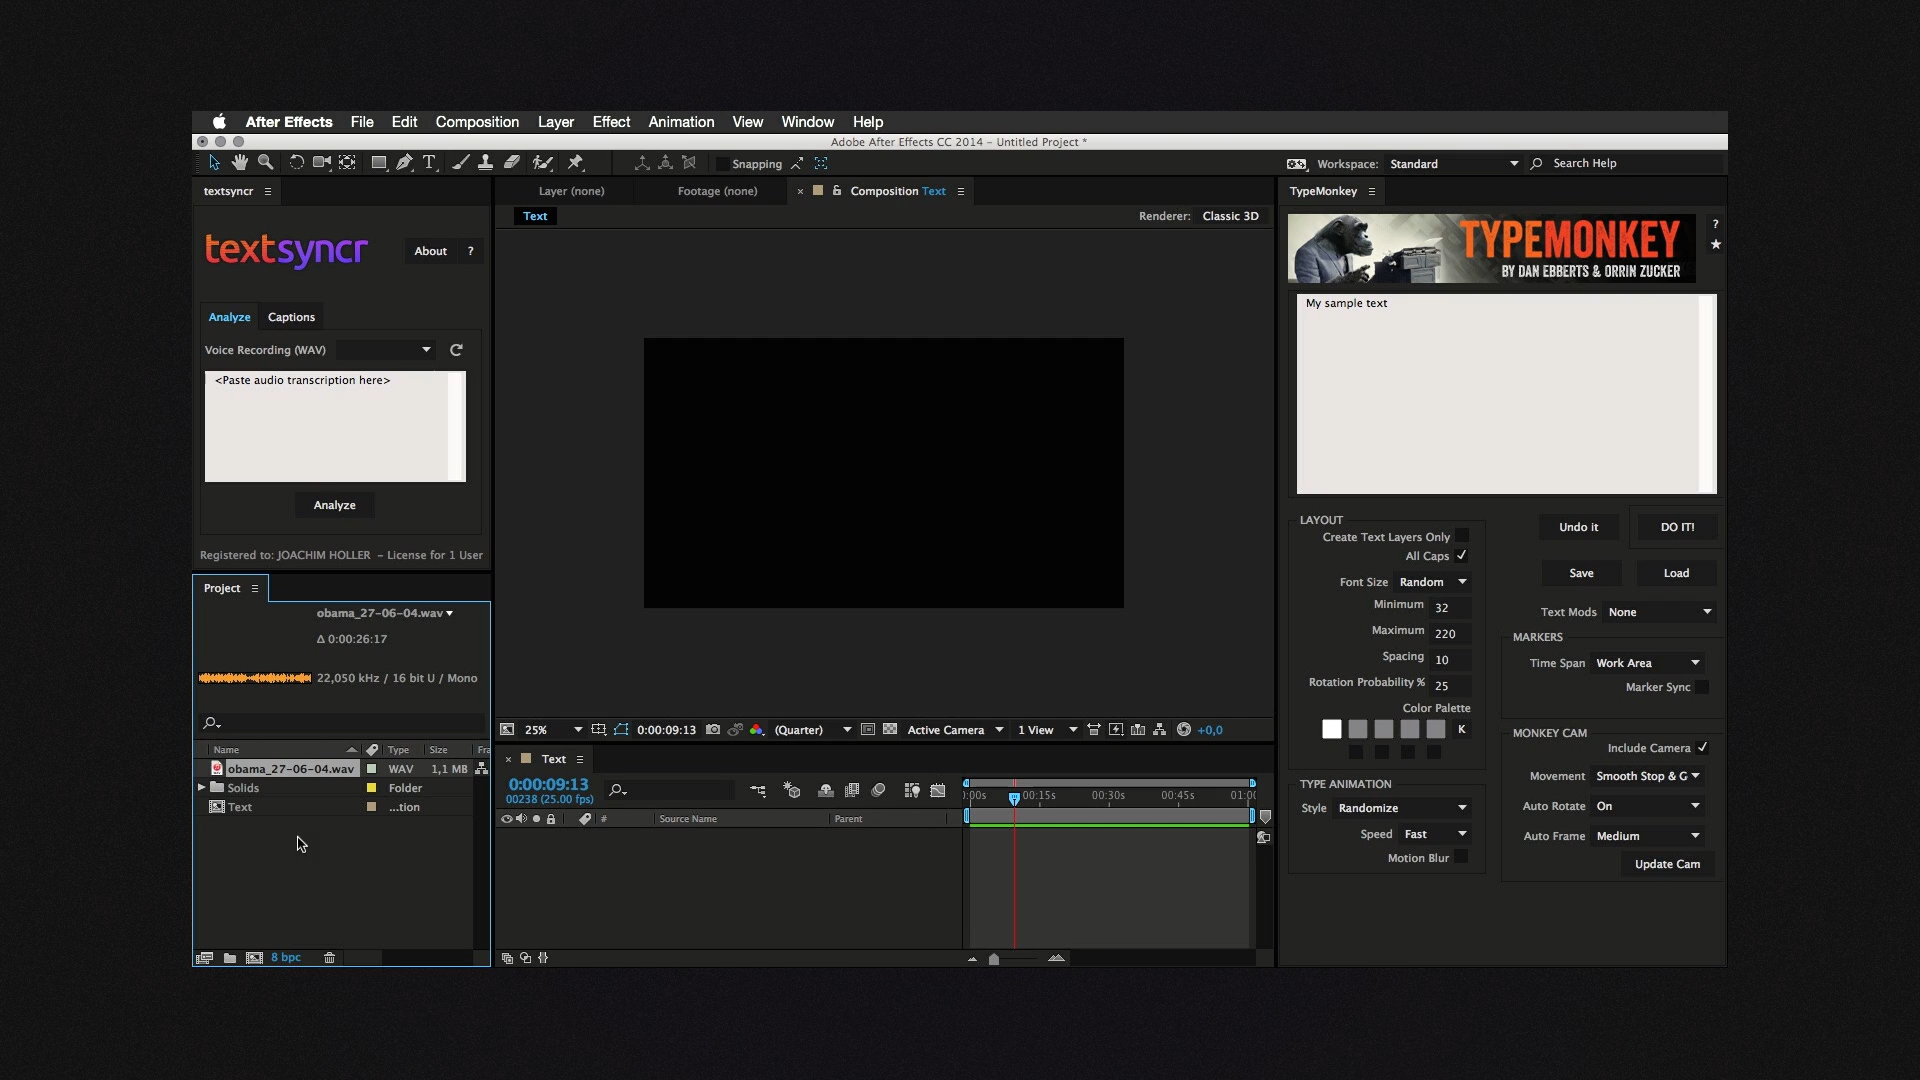 After Effects File Edit Composition Layer Effect Animation View Window Help
Adobe After Effects CC 2014 – Untitled Project *
Snapping
Workspace: Standard
Search Help
textsyncr
textsyncr
About ?
Analyze Captions
Voice Recording (WAV)
<Paste audio transcription here>
Analyze
Registered to: JOACHIM HOLLER – License for 1 User
Project
obama_27-06-04.wav
Δ 0:00:26:17
22,050 kHz / 16 bit U / Mono
Name Type Size Fra
obama_27-06-04.wav WAV 1,1 MB
Solids Folder
Text ...tion
8 bpc
Layer (none) Footage (none) × Composition Text
Text
Renderer: Classic 3D
25% 0:00:09:13 (Quarter) Active Camera 1 View +0,0
× Text
0:00:09:13
00238 (25.00 fps)
# Source Name Parent
):00s 00:15s 00:30s 00:45s 01:0(
TypeMonkey
TYPEMONKEY
BY DAN EBBERTS & ORRIN ZUCKER
?
My sample text
LAYOUT
Create Text Layers Only
All Caps
Font Size Random
Minimum 32
Maximum 220
Spacing 10
Rotation Probability % 25
Color Palette
K
TYPE ANIMATION
Style Randomize
Speed Fast
Motion Blur
Undo it DO IT!
Save Load
Text Mods None
MARKERS
Time Span Work Area
Marker Sync
MONKEY CAM
Include Camera
Movement Smooth Stop & G
Auto Rotate On
Auto Frame Medium
Update Cam